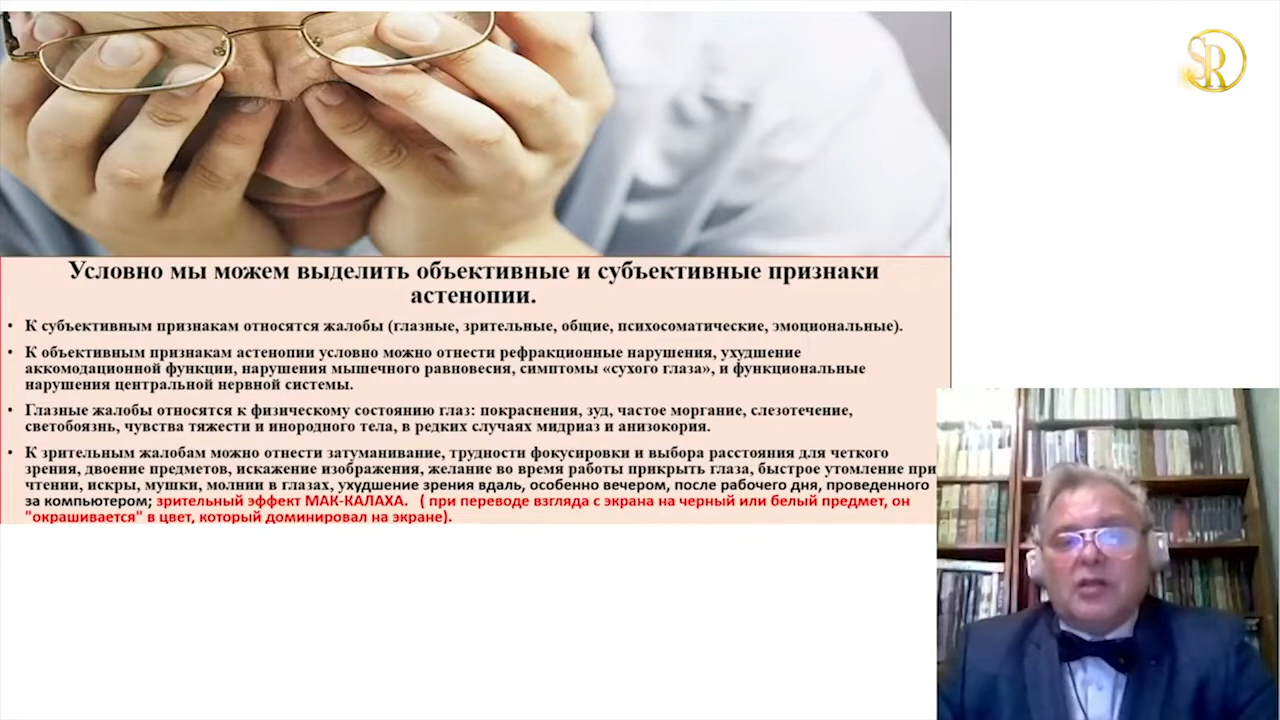 SR
Условно мы можем выделить объективные и субъективные признаки
астенопии.
• К субъективным признакам относятся жалобы (глазные, зрительные, общие, психосоматические, эмоциональные).
• К объективным признакам астенопии условно можно отнести рефракционные нарушения, ухудшение
аккомодационной функции, нарушения мышечного равновесия, симптомы «сухого глаза», и функциональные
нарушения центральной нервной системы.
• Глазные жалобы относятся к физическому состоянию глаз: покраснения, зуд, частое моргание, слезотечение,
светобоязнь, чувства тяжести и инородного тела, в редких случаях мидриаз и анизокория.
• К зрительным жалобам можно отнести затуманивание, трудности фокусировки и выбора расстояния для четкого
зрения, двоение предметов, искажение изображения, желание во время работы прикрыть глаза, быстрое утомление при
чтении, искры, мушки, молнии в глазах, ухудшение зрения вдаль, особенно вечером, после рабочего дня, проведенного
за компьютером; зрительный эффект МАК-КАЛАХА. ( при переводе взгляда с экрана на черный или белый предмет, он
"окрашивается" в цвет, который доминировал на экране).